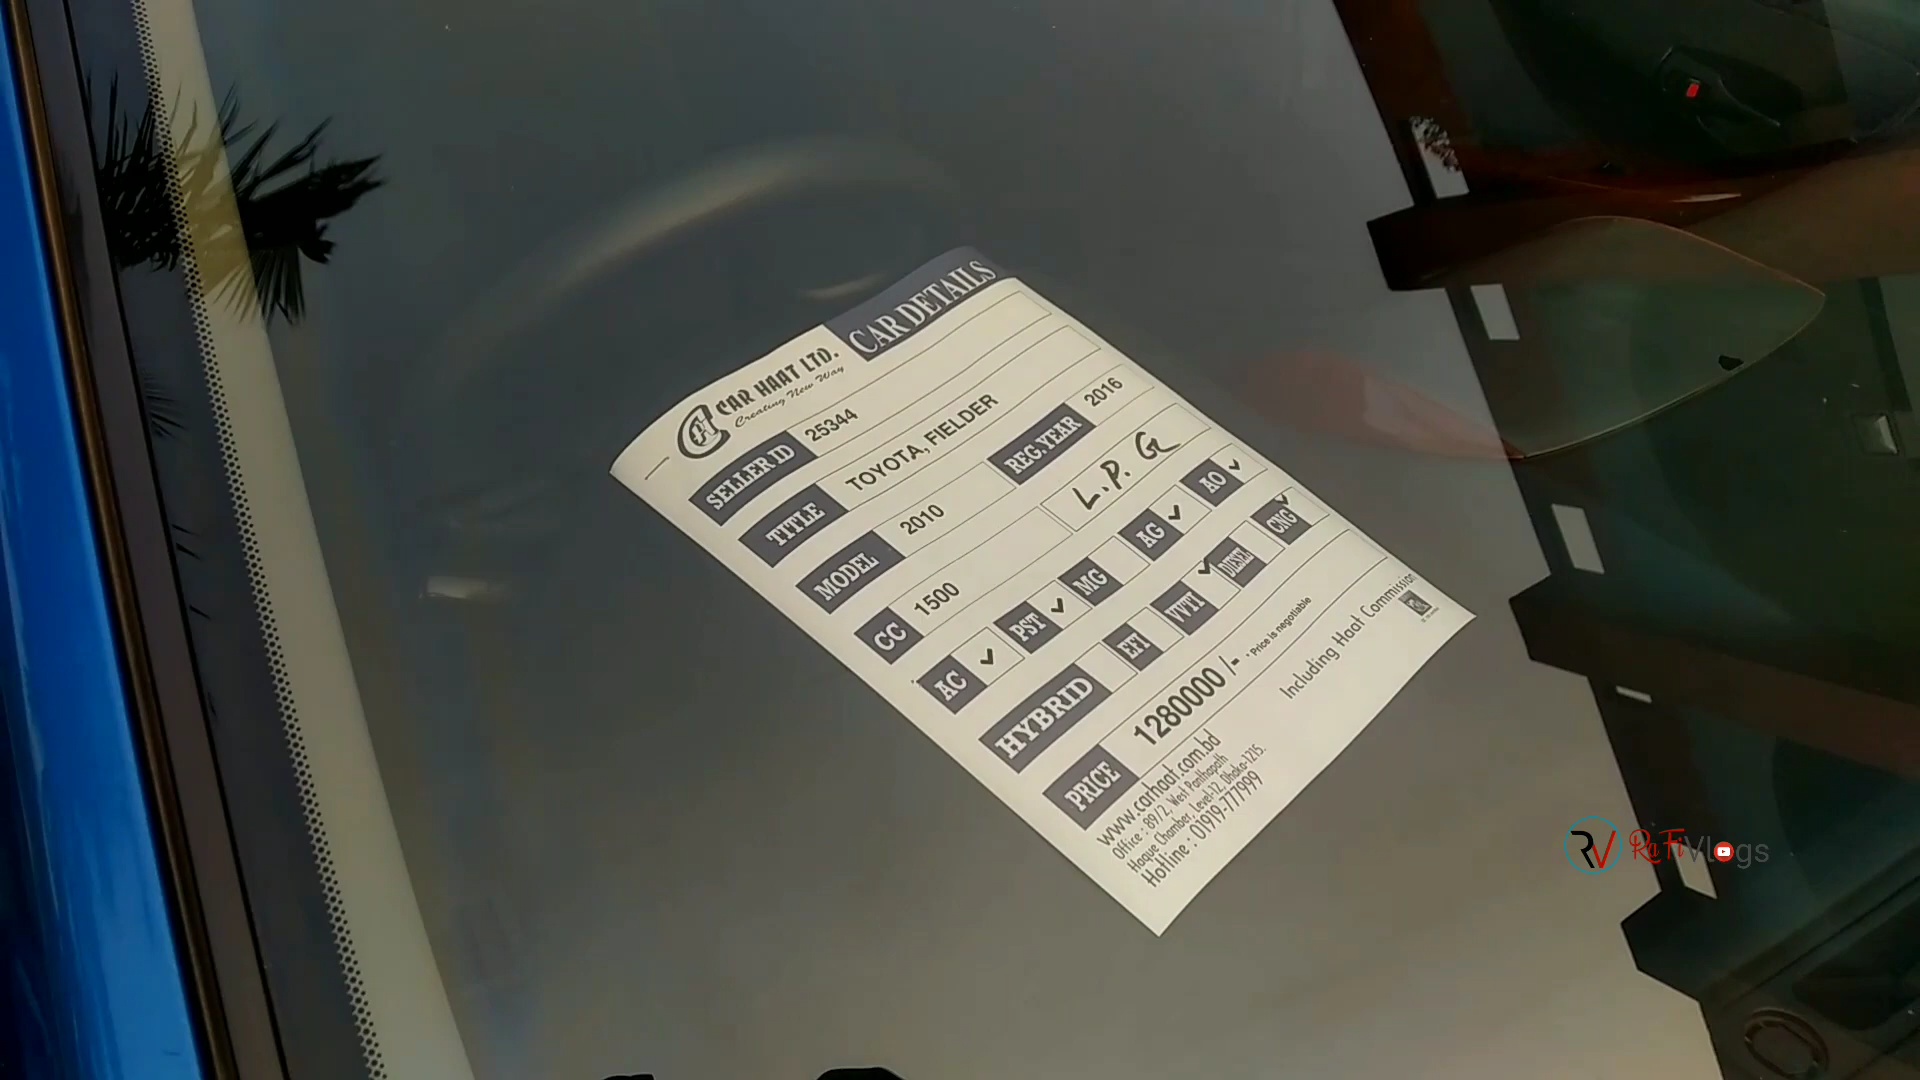 CAR HAAT LTD.
Creating New Way
CAR DETAILS
SELLER ID 25344
TITLE TOYOTA, FIELDER
MODEL 2010 REG.YEAR 2016
CC 1500 L.P.G
AC ✓ PST ✓ MG AG ✓ AO ✓
HYBRID EFI VVTI ✓ DIESEL CNG ✓
PRICE 1280000 /- * Price is negotiable
Including Haat Commission
www.carhaat.com.bd
Office : 89/2, West Panthapath
Haque Chamber, Level-12, Dhaka-1215.
Hotline : 01919-777999
RV RaFi Vlogs